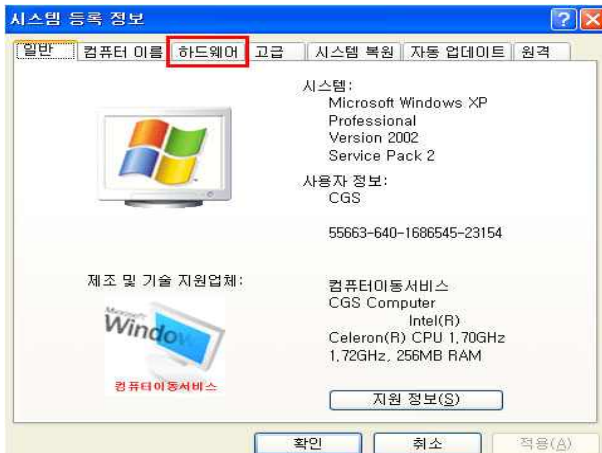 시스템 등록 정보
일반 컴퓨터 이름 하드웨어 고급 시스템 복원 자동 업데이트 원격
시스템:
Microsoft Windows XP
Professional
Version 2002
Service Pack 2
사용자 정보:
CGS
55663-640-1686545-23154
제조 및 기술 지원업체:
Microsoft
Window
컴퓨터이동서비스
컴퓨터이동서비스
CGS Computer
Intel(R)
Celeron(R) CPU 1,70GHz
1,72GHz, 256MB RAM
지원 정보(S)
확인 취소 적용(A)